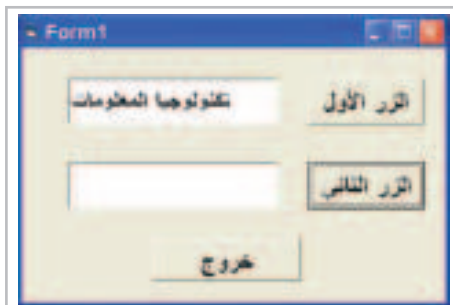 Form1
الزر الأول
تكنولوجيا المعلومات
الزر الثاني
خروج